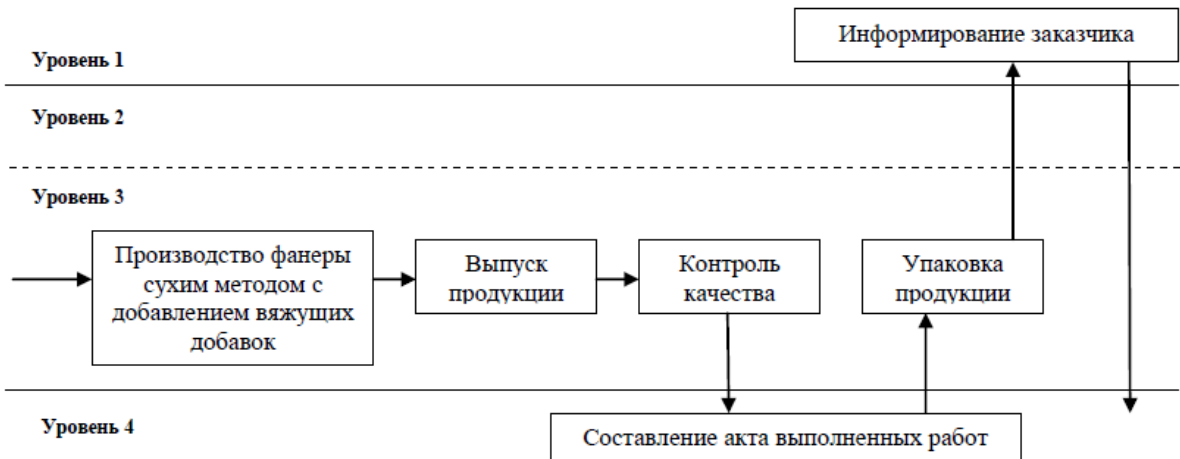 Информирование заказчика
Уровень 1
Уровень 2
Уровень 3
Производство фанеры
сухим методом с
добавлением вяжущих
добавок
Выпуск
продукции
Контроль
качества
Упаковка
продукции
Уровень 4
Составление акта выполненных работ